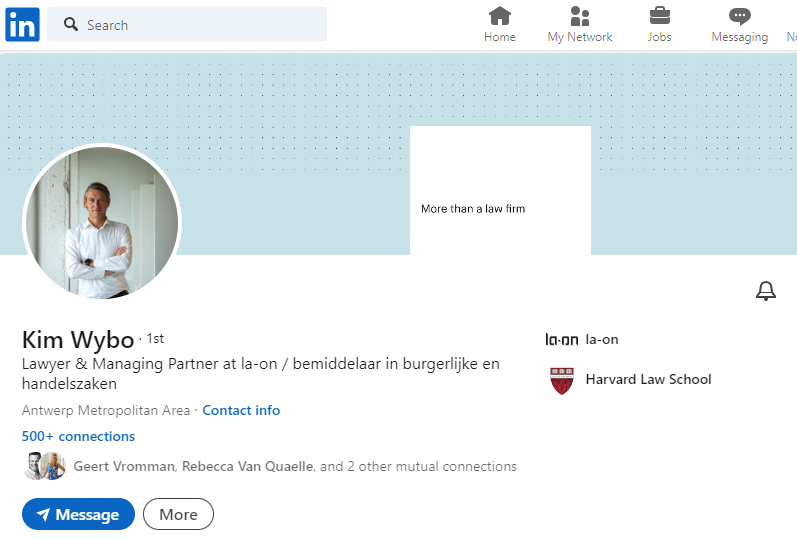 in
Search
Home
My Network
Jobs
Messaging
More than a law firm
Kim Wybo · 1st
Lawyer & Managing Partner at la-on / bemiddelaar in burgerlijke en
handelszaken
Antwerp Metropolitan Area · Contact info
500+ connections
Geert Vromman, Rebecca Van Quaelle, and 2 other mutual connections
Message
More
la·on la-on
Harvard Law School